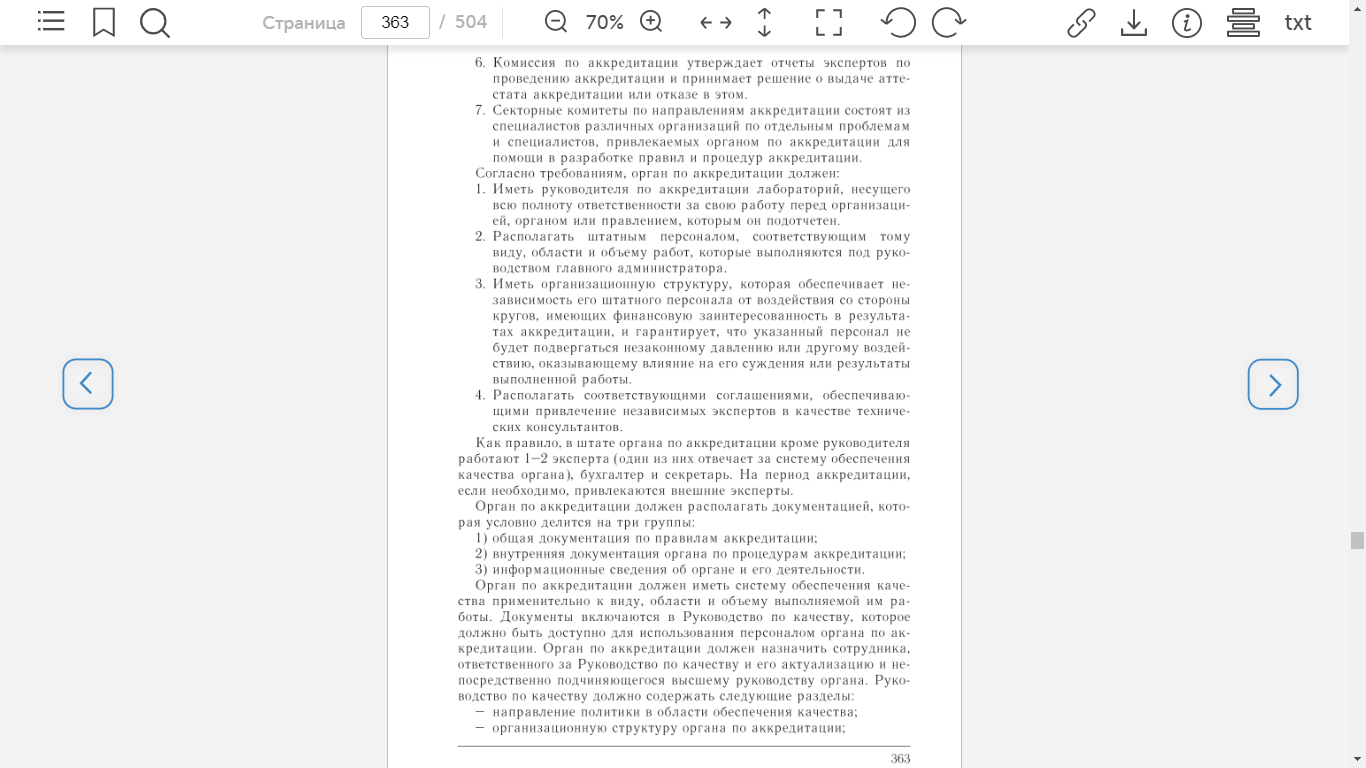 Страница 363 / 504 70% txt
6. Комиссия по аккредитации утверждает отчеты экспертов по
проведению аккредитации и принимает решение о выдаче атте-
стата аккредитации или отказе в этом.
7. Секторные комитеты по направлениям аккредитации состоят из
специалистов различных организаций по отдельным проблемам
и специалистов, привлекаемых органом по аккредитации для
помощи в разработке правил и процедур аккредитации.
Согласно требованиям, орган по аккредитации должен:
1. Иметь руководителя по аккредитации лабораторий, несущего
всю полноту ответственности за свою работу перед организаци-
ей, органом или правлением, которым он подотчетен.
2. Располагать штатным персоналом, соответствующим тому
виду, области и объему работ, которые выполняются под руко-
водством главного администратора.
3. Иметь организационную структуру, которая обеспечивает не-
зависимость его штатного персонала от воздействия со стороны
кругов, имеющих финансовую заинтересованность в результа-
тах аккредитации, и гарантирует, что указанный персонал не
будет подвергаться незаконному давлению или другому воздей-
ствию, оказывающему влияние на его суждения или результаты
выполненной работы.
4. Располагать соответствующими соглашениями, обеспечиваю-
щими привлечение независимых экспертов в качестве техниче-
ских консультантов.
Как правило, в штате органа по аккредитации кроме руководителя
работают 1—2 эксперта (один из них отвечает за систему обеспечения
качества органа), бухгалтер и секретарь. На период аккредитации,
если необходимо, привлекаются внешние эксперты.
Орган по аккредитации должен располагать документацией, кото-
рая условно делится на три группы:
1) общая документация по правилам аккредитации;
2) внутренняя документация органа по процедурам аккредитации;
3) информационные сведения об органе и его деятельности.
Орган по аккредитации должен иметь систему обеспечения каче-
ства применительно к виду, области и объему выполняемой им ра-
боты. Документы включаются в Руководство по качеству, которое
должно быть доступно для использования персоналом органа по ак-
кредитации. Орган по аккредитации должен назначить сотрудника,
ответственного за Руководство по качеству и его актуализацию и не-
посредственно подчиняющегося высшему руководству органа. Руко-
водство по качеству должно содержать следующие разделы:
— направление политики в области обеспечения качества;
— организационную структуру органа по аккредитации;
363